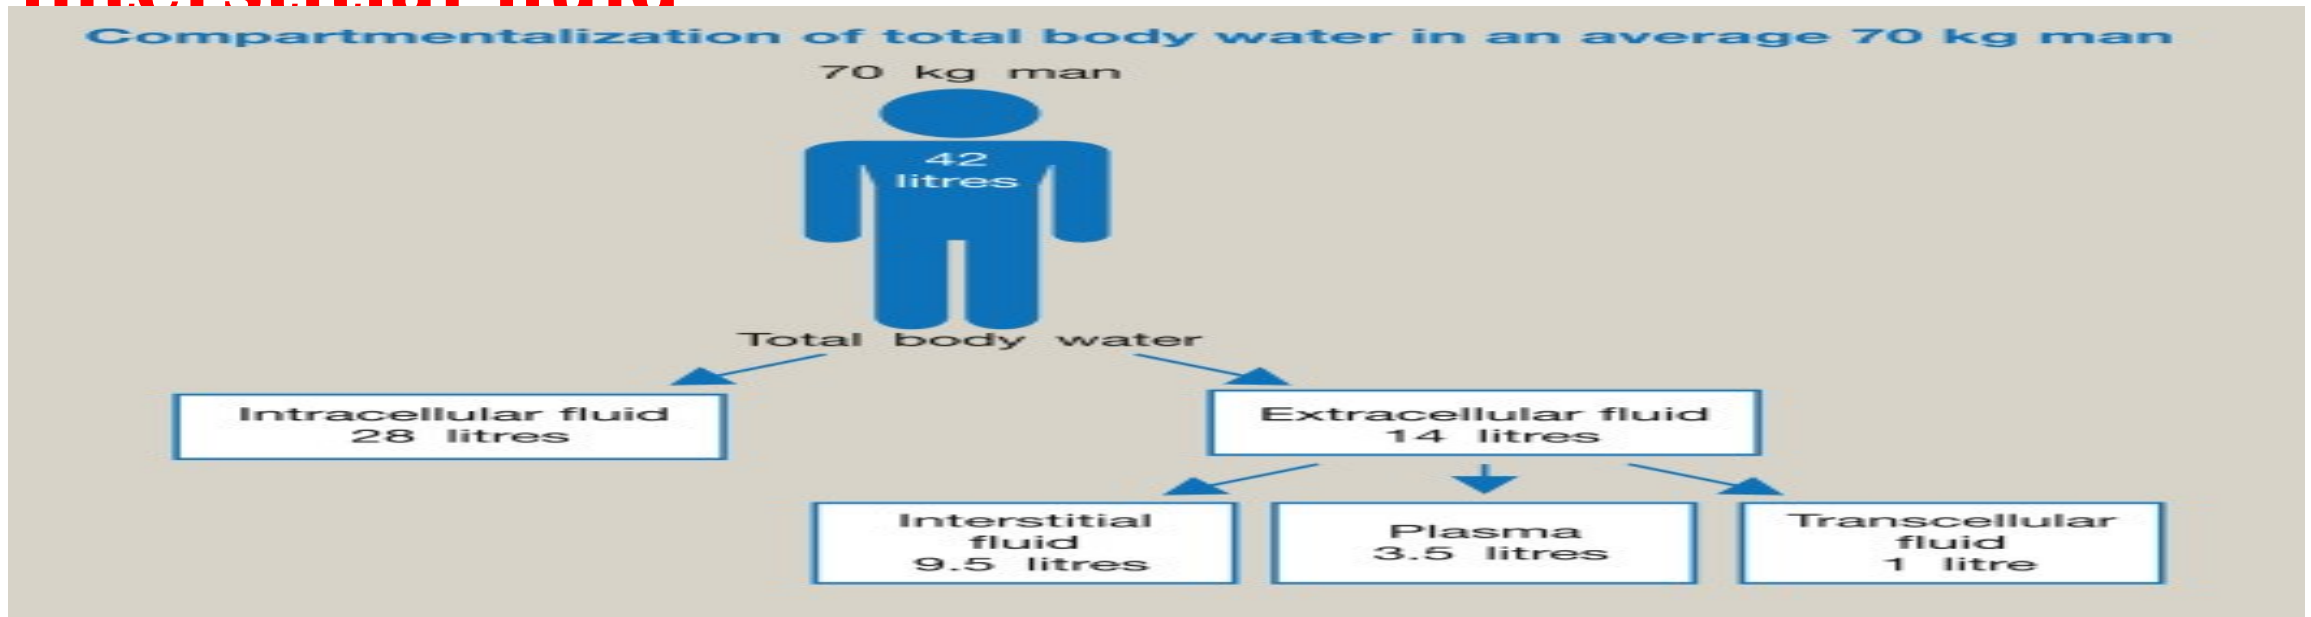 Compartmentalization of total body water in an average 70 kg man
70 kg man
42
litres
Total body water
Intracellular fluid
28 litres
Extracellular fluid
14 litres
Interstitial
fluid
9.5 litres
Plasma
3.5 litres
Transcellular
fluid
1 litre